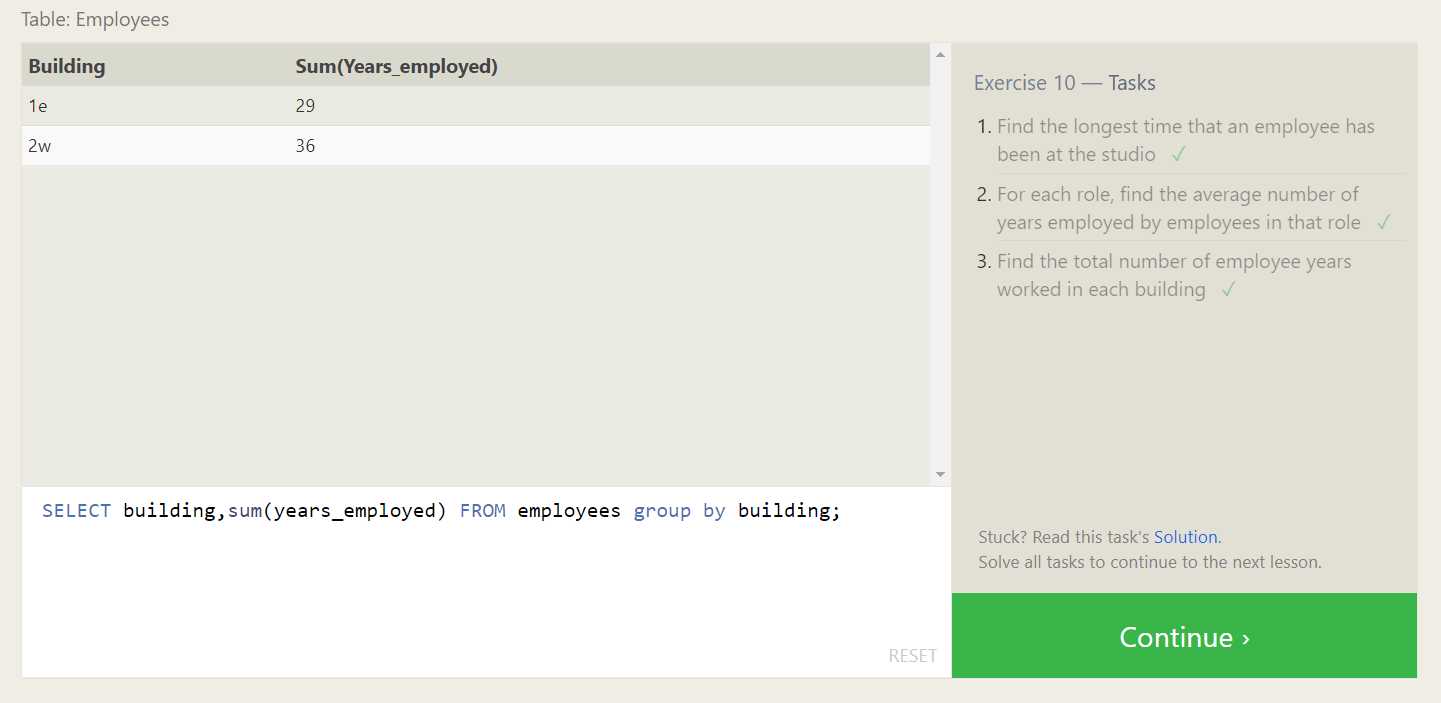 Table: Employees
Building Sum(Years_employed)
1e 29
2w 36
SELECT building,sum(years_employed) FROM employees group by building;
RESET
Exercise 10 — Tasks
1. Find the longest time that an employee has
been at the studio ✓
2. For each role, find the average number of
years employed by employees in that role ✓
3. Find the total number of employee years
worked in each building ✓
Stuck? Read this task's Solution.
Solve all tasks to continue to the next lesson.
Continue ›